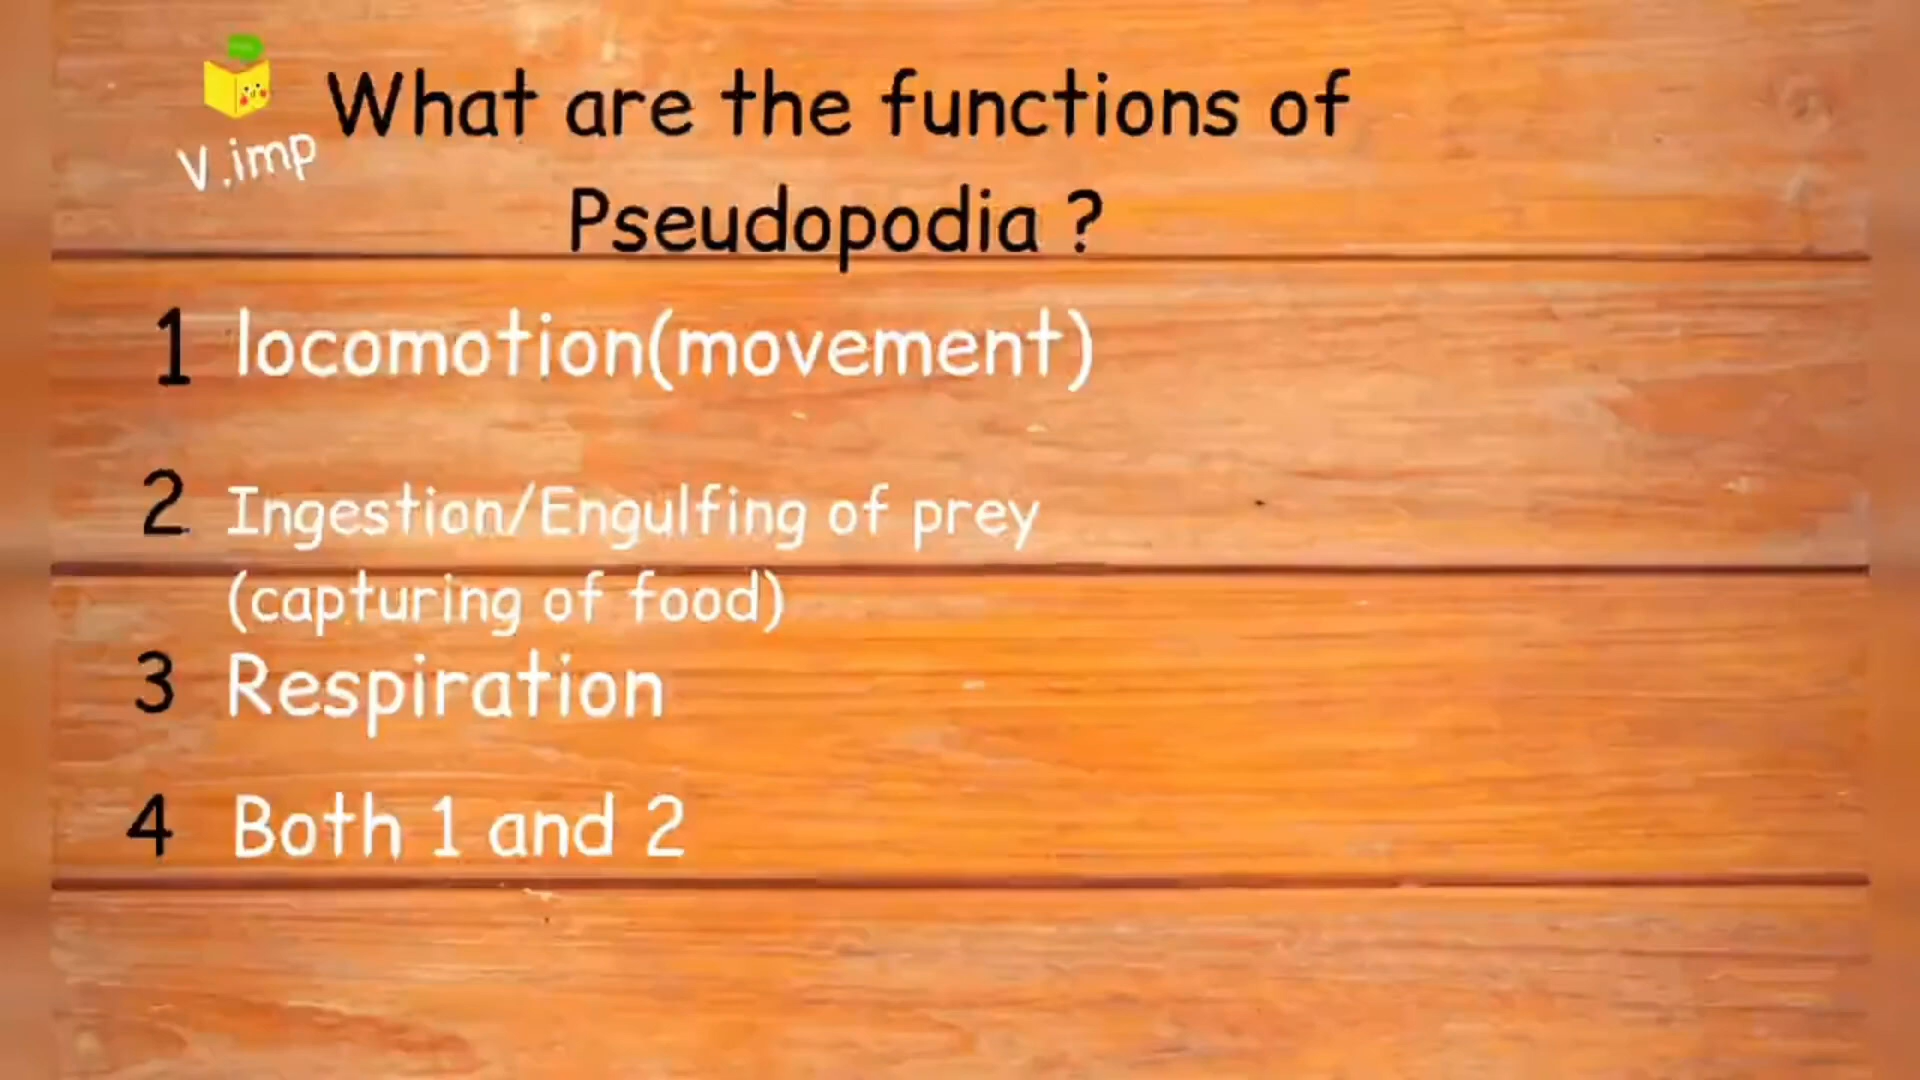 What are the functions of
V.imp
Pseudopodia ?
1 locomotion(movement)
2 Ingestion/Engulfing of prey
(capturing of food)
3 Respiration
4 Both 1 and 2